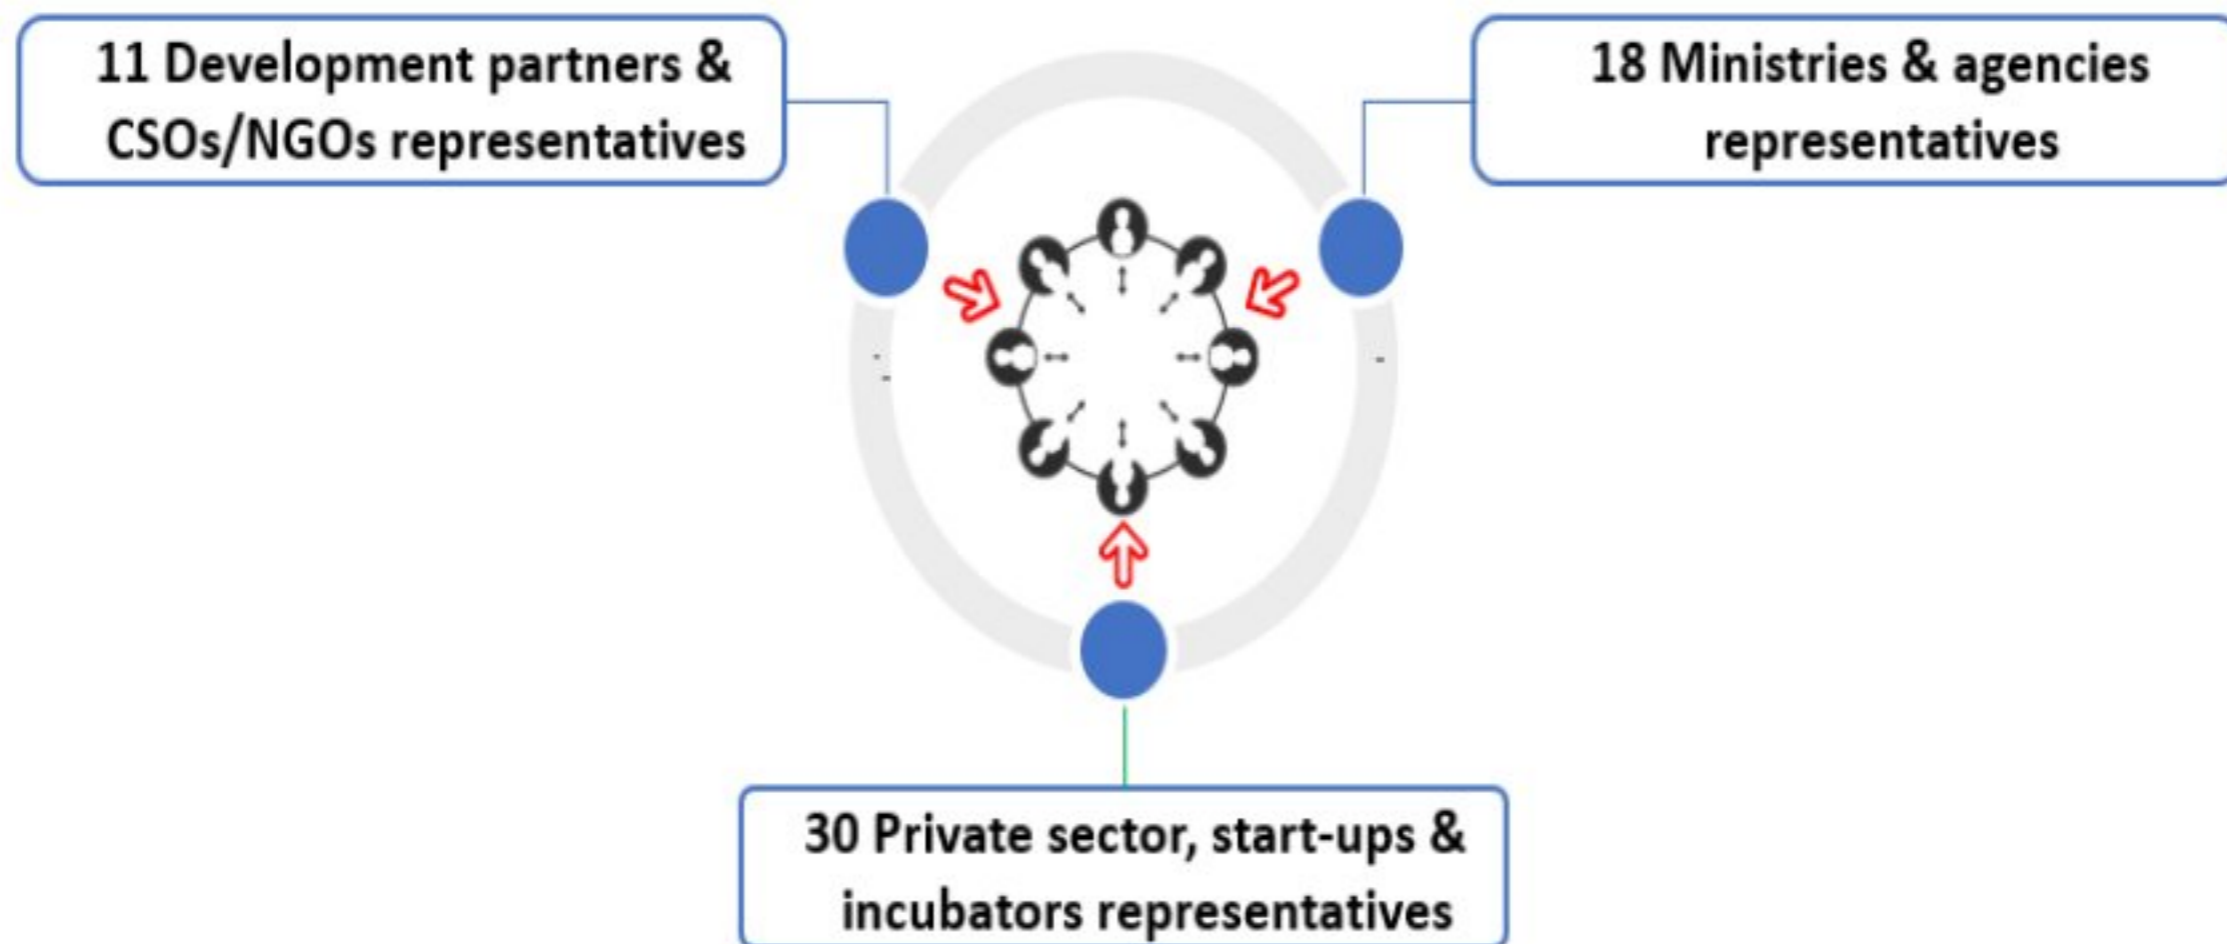 11 Development partners &
CSOs/NGOs representatives
18 Ministries & agencies
representatives
30 Private sector, start-ups &
incubators representatives